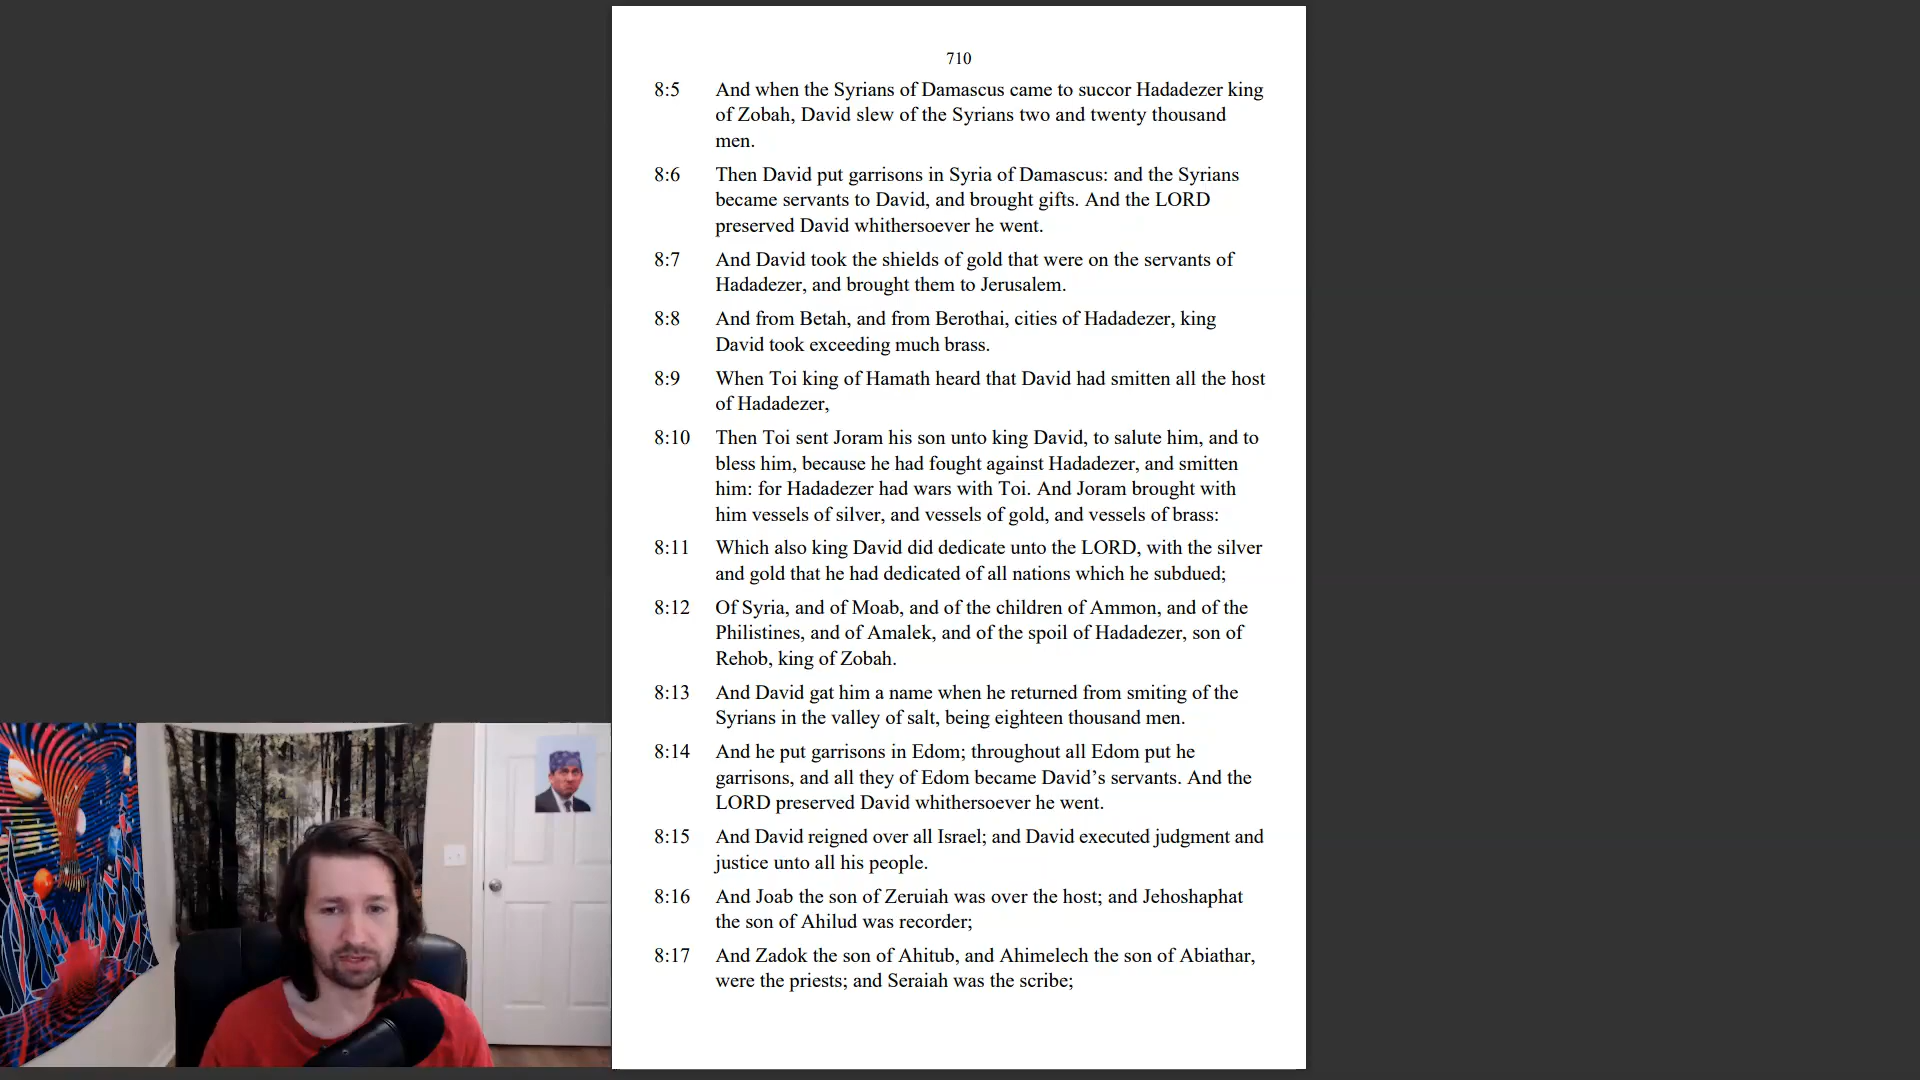 710
8:5 And when the Syrians of Damascus came to succor Hadadezer king
of Zobah, David slew of the Syrians two and twenty thousand
men.
8:6 Then David put garrisons in Syria of Damascus: and the Syrians
became servants to David, and brought gifts. And the LORD
preserved David whithersoever he went.
8:7 And David took the shields of gold that were on the servants of
Hadadezer, and brought them to Jerusalem.
8:8 And from Betah, and from Berothai, cities of Hadadezer, king
David took exceeding much brass.
8:9 When Toi king of Hamath heard that David had smitten all the host
of Hadadezer,
8:10 Then Toi sent Joram his son unto king David, to salute him, and to
bless him, because he had fought against Hadadezer, and smitten
him: for Hadadezer had wars with Toi. And Joram brought with
him vessels of silver, and vessels of gold, and vessels of brass:
8:11 Which also king David did dedicate unto the LORD, with the silver
and gold that he had dedicated of all nations which he subdued;
8:12 Of Syria, and of Moab, and of the children of Ammon, and of the
Philistines, and of Amalek, and of the spoil of Hadadezer, son of
Rehob, king of Zobah.
8:13 And David gat him a name when he returned from smiting of the
Syrians in the valley of salt, being eighteen thousand men.
8:14 And he put garrisons in Edom; throughout all Edom put he
garrisons, and all they of Edom became David’s servants. And the
LORD preserved David whithersoever he went.
8:15 And David reigned over all Israel; and David executed judgment and
justice unto all his people.
8:16 And Joab the son of Zeruiah was over the host; and Jehoshaphat
the son of Ahilud was recorder;
8:17 And Zadok the son of Ahitub, and Ahimelech the son of Abiathar,
were the priests; and Seraiah was the scribe;